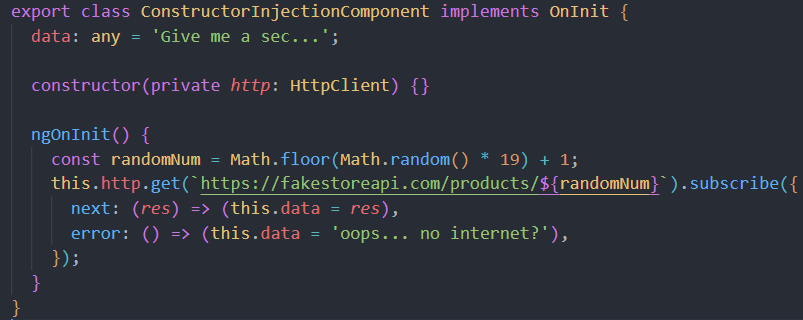 export class ConstructorInjectionComponent implements OnInit {
data: any = 'Give me a sec...';
constructor(private http: HttpClient) {}
ngOnInit() {
const randomNum = Math.floor(Math.random() * 19) + 1;
this.http.get(`https://fakestoreapi.com/products/${randomNum}`).subscribe({
next: (res) => (this.data = res),
error: () => (this.data = 'oops... no internet?'),
});
}
}